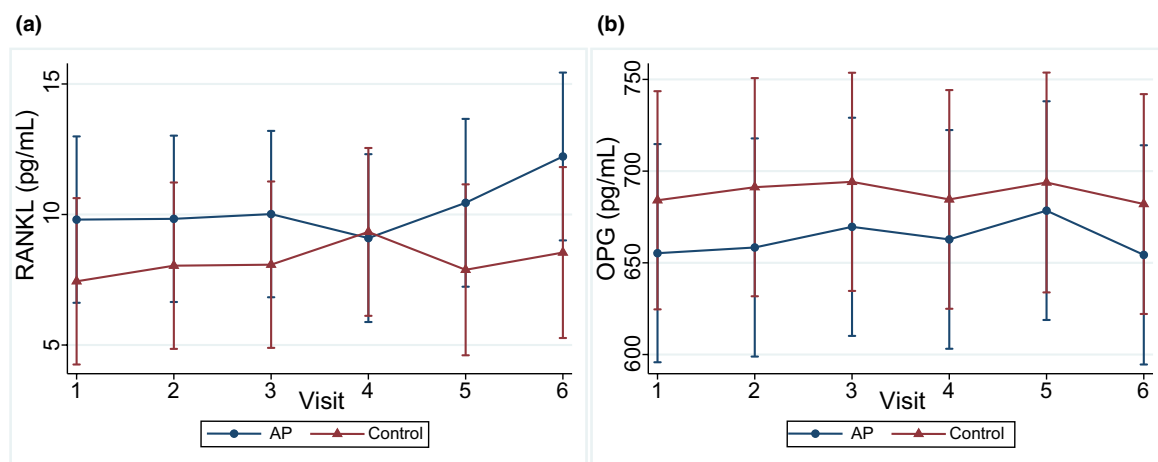 (a)
RANKL (pg/mL)
15
10
5
1 2 3 4 5 6
Visit
AP Control
(b)
OPG (pg/mL)
750
700
650
600
1 2 3 4 5 6
Visit
AP Control